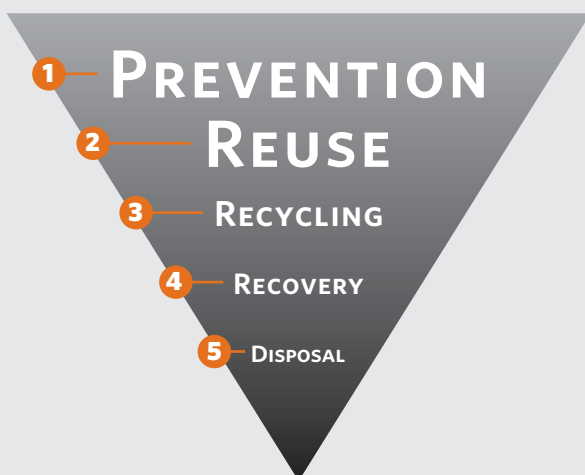 1 PREVENTION
2 REUSE
3 RECYCLING
4 RECOVERY
5 DISPOSAL